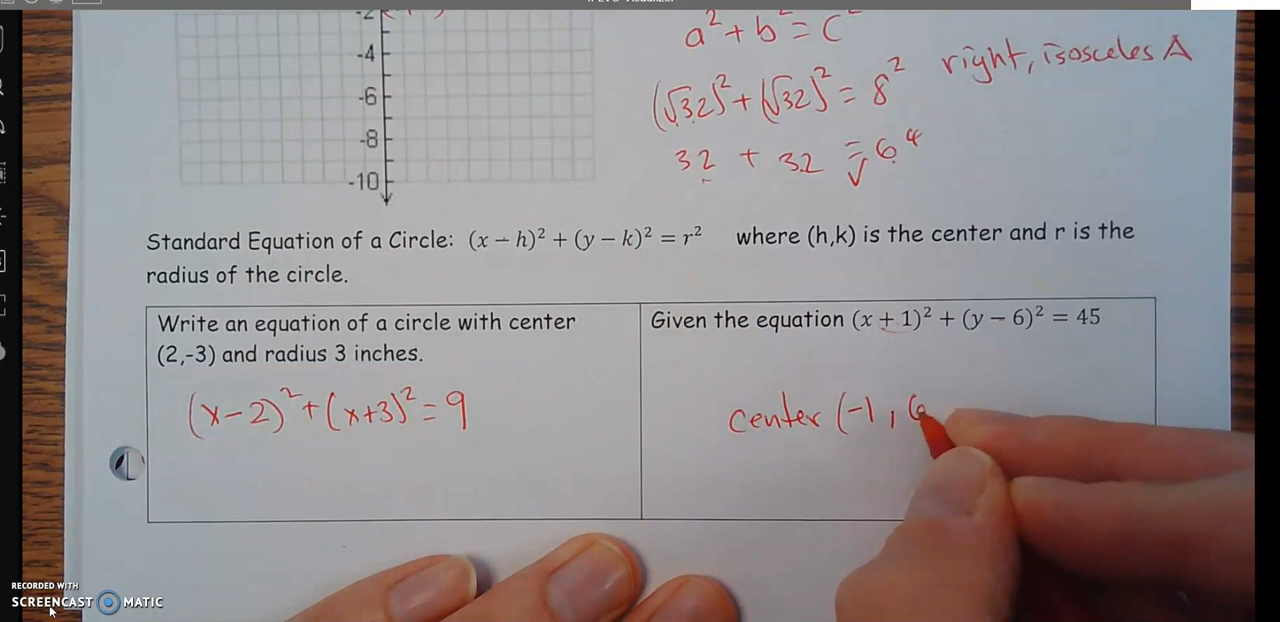 -2
-4
-6
-8
-10
a² + b² = c²
(√32)² + (√32)² = 8²
right, isosceles Δ
32 + 32 = 64
✓
Standard Equation of a Circle: (x − h)² + (y − k)² = r² where (h,k) is the center and r is the
radius of the circle.
Write an equation of a circle with center
(2,-3) and radius 3 inches.
(x-2)² + (x+3)² = 9
Given the equation (x + 1)² + (y − 6)² = 45
center (-1, 6
RECORDED WITH
SCREENCAST MATIC